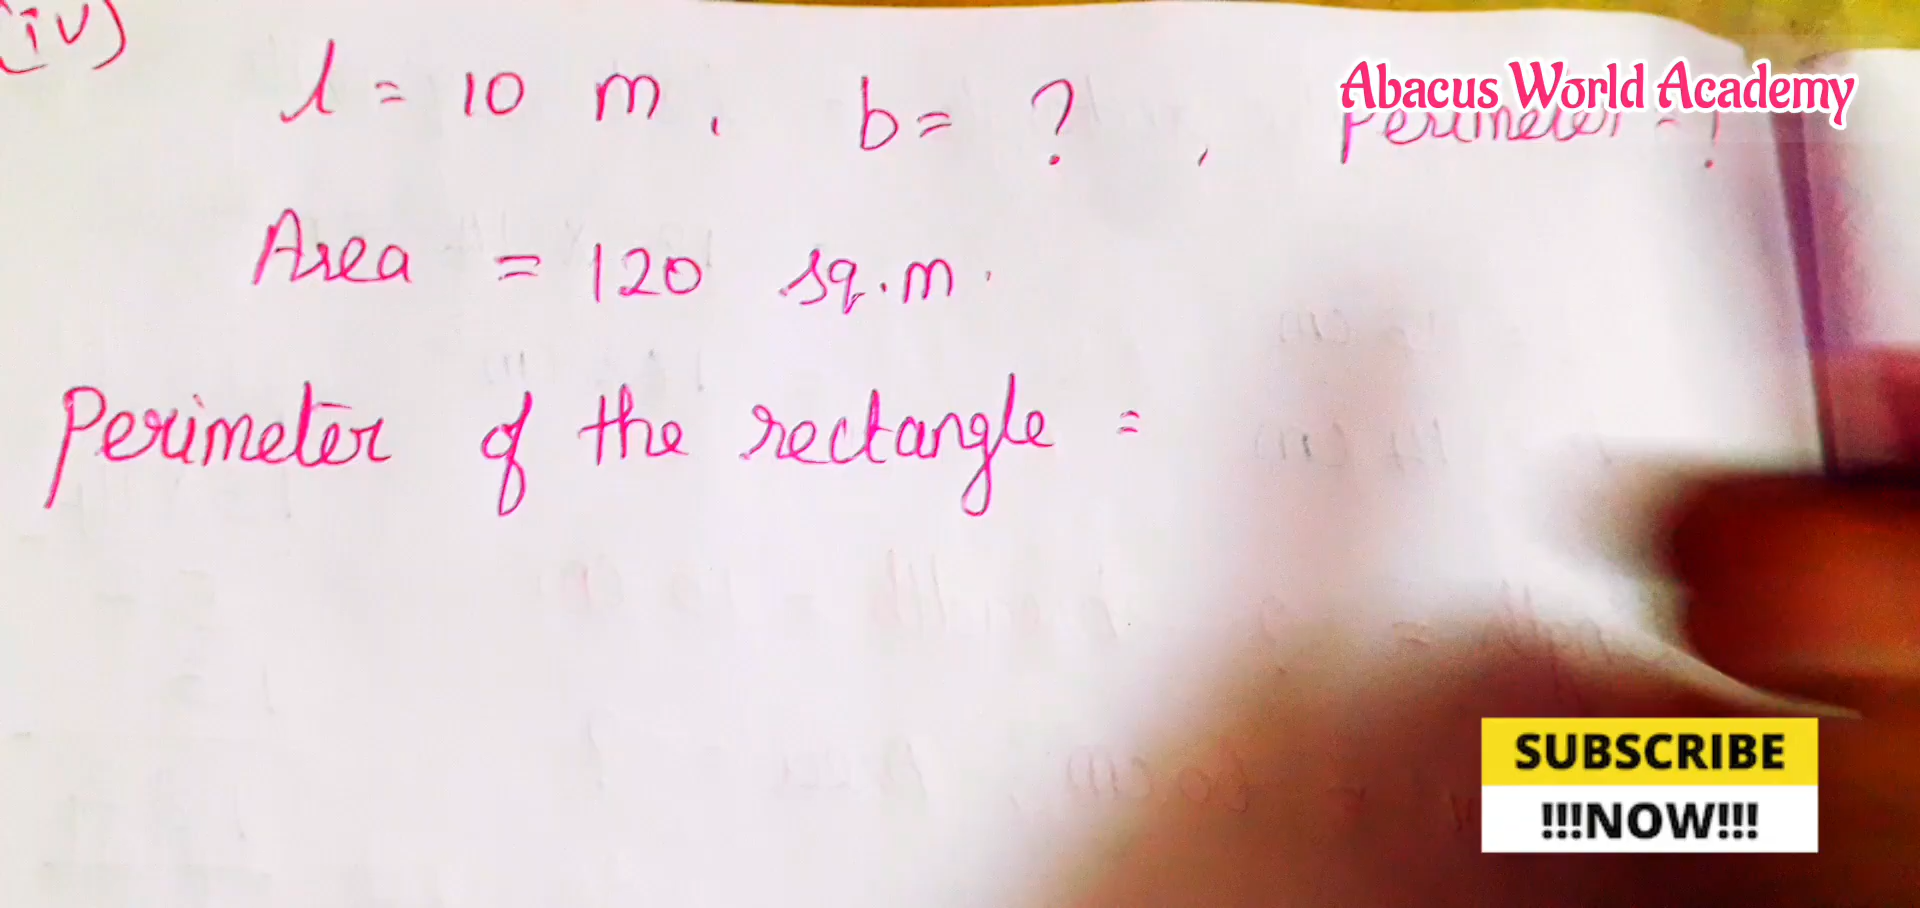 (iv)
l = 10 m, b = ?, Perimeter = ?
Abacus World Academy
Area = 120 sq.m.
Perimeter of the rectangle =
SUBSCRIBE
!!!NOW!!!